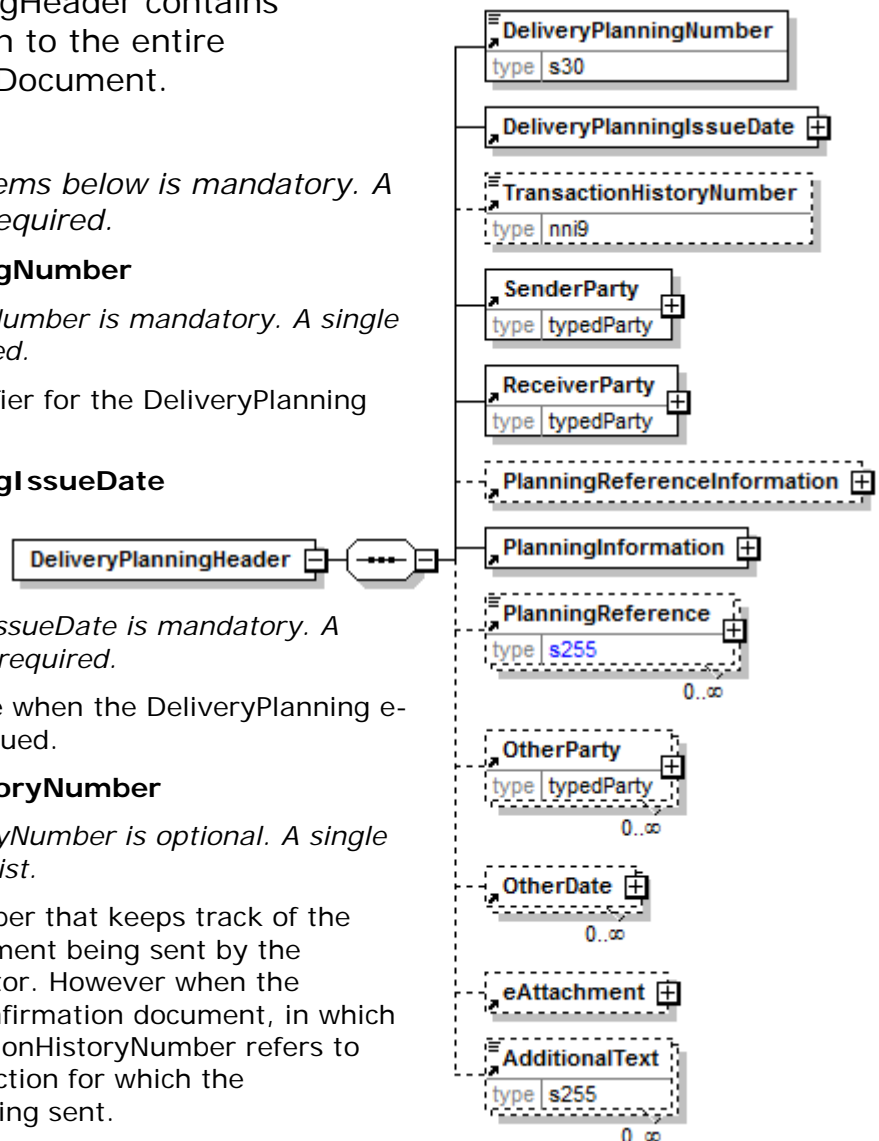 gHeader contains
n to the entire
Document.
ems below is mandatory. A
equired.
gNumber
Number is mandatory. A single
ed.
fier for the DeliveryPlanning
gIssueDate
ssueDate is mandatory. A
required.
e when the DeliveryPlanning e-
ued.
oryNumber
yNumber is optional. A single
ist.
ber that keeps track of the
ment being sent by the
tor. However when the
nfirmation document, in which
onHistoryNumber refers to
ction for which the
ing sent.
DeliveryPlanningHeader
DeliveryPlanningNumber
type s30
DeliveryPlanningIssueDate
TransactionHistoryNumber
type nni9
SenderParty
type typedParty
ReceiverParty
type typedParty
PlanningReferenceInformation
PlanningInformation
PlanningReference
type s255
0..∞
OtherParty
type typedParty
0..∞
OtherDate
0..∞
eAttachment
AdditionalText
type s255
0..∞